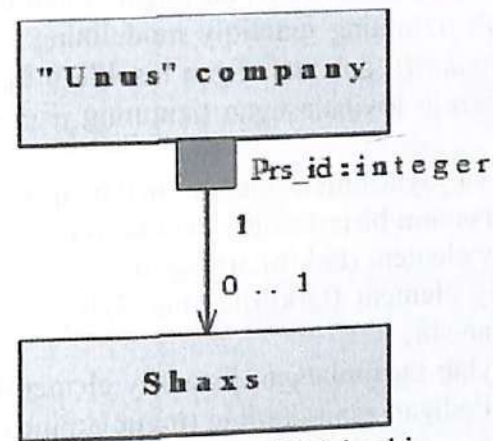 "Unus" company
Prs_id:integer
1
0 .. 1
Shaxs